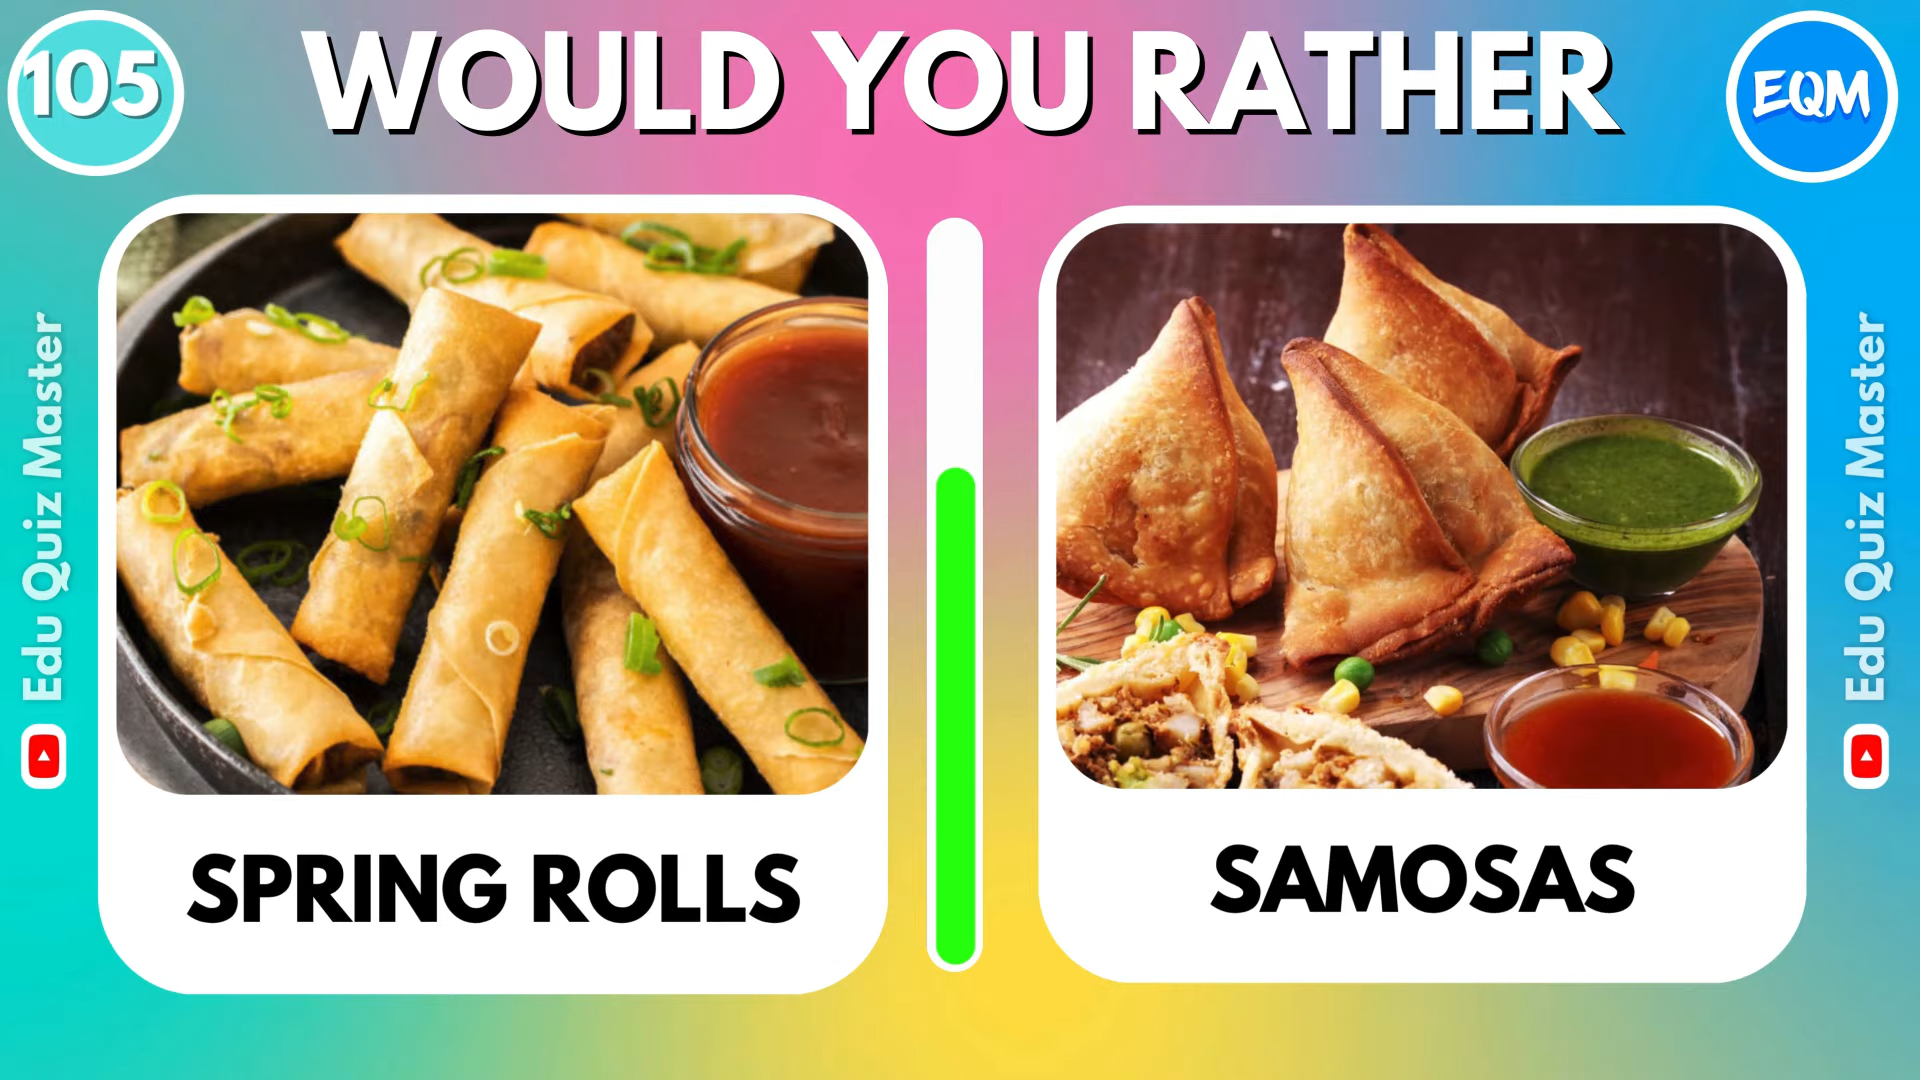 105
WOULD YOU RATHER
EQM
Edu Quiz Master
Edu Quiz Master
SPRING ROLLS
SAMOSAS